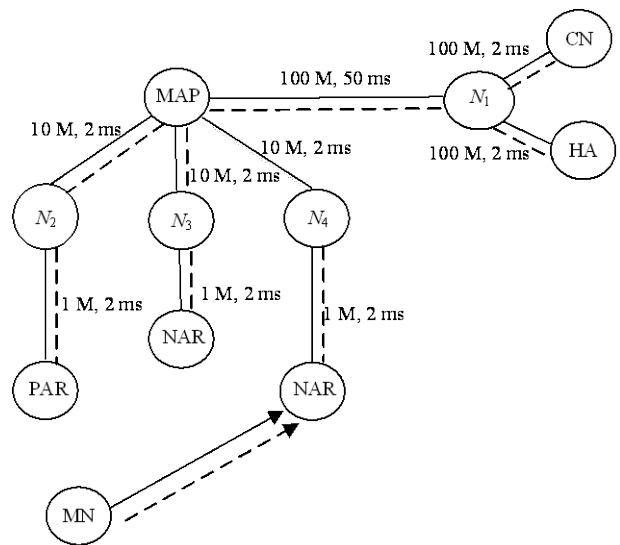 CN
100 M, 2 ms
MAP
100 M, 50 ms
N1
10 M, 2 ms
10 M, 2 ms
100 M, 2 ms
HA
10 M, 2 ms
N2
N3
N4
1 M, 2 ms
1 M, 2 ms
1 M, 2 ms
NAR
PAR
NAR
MN